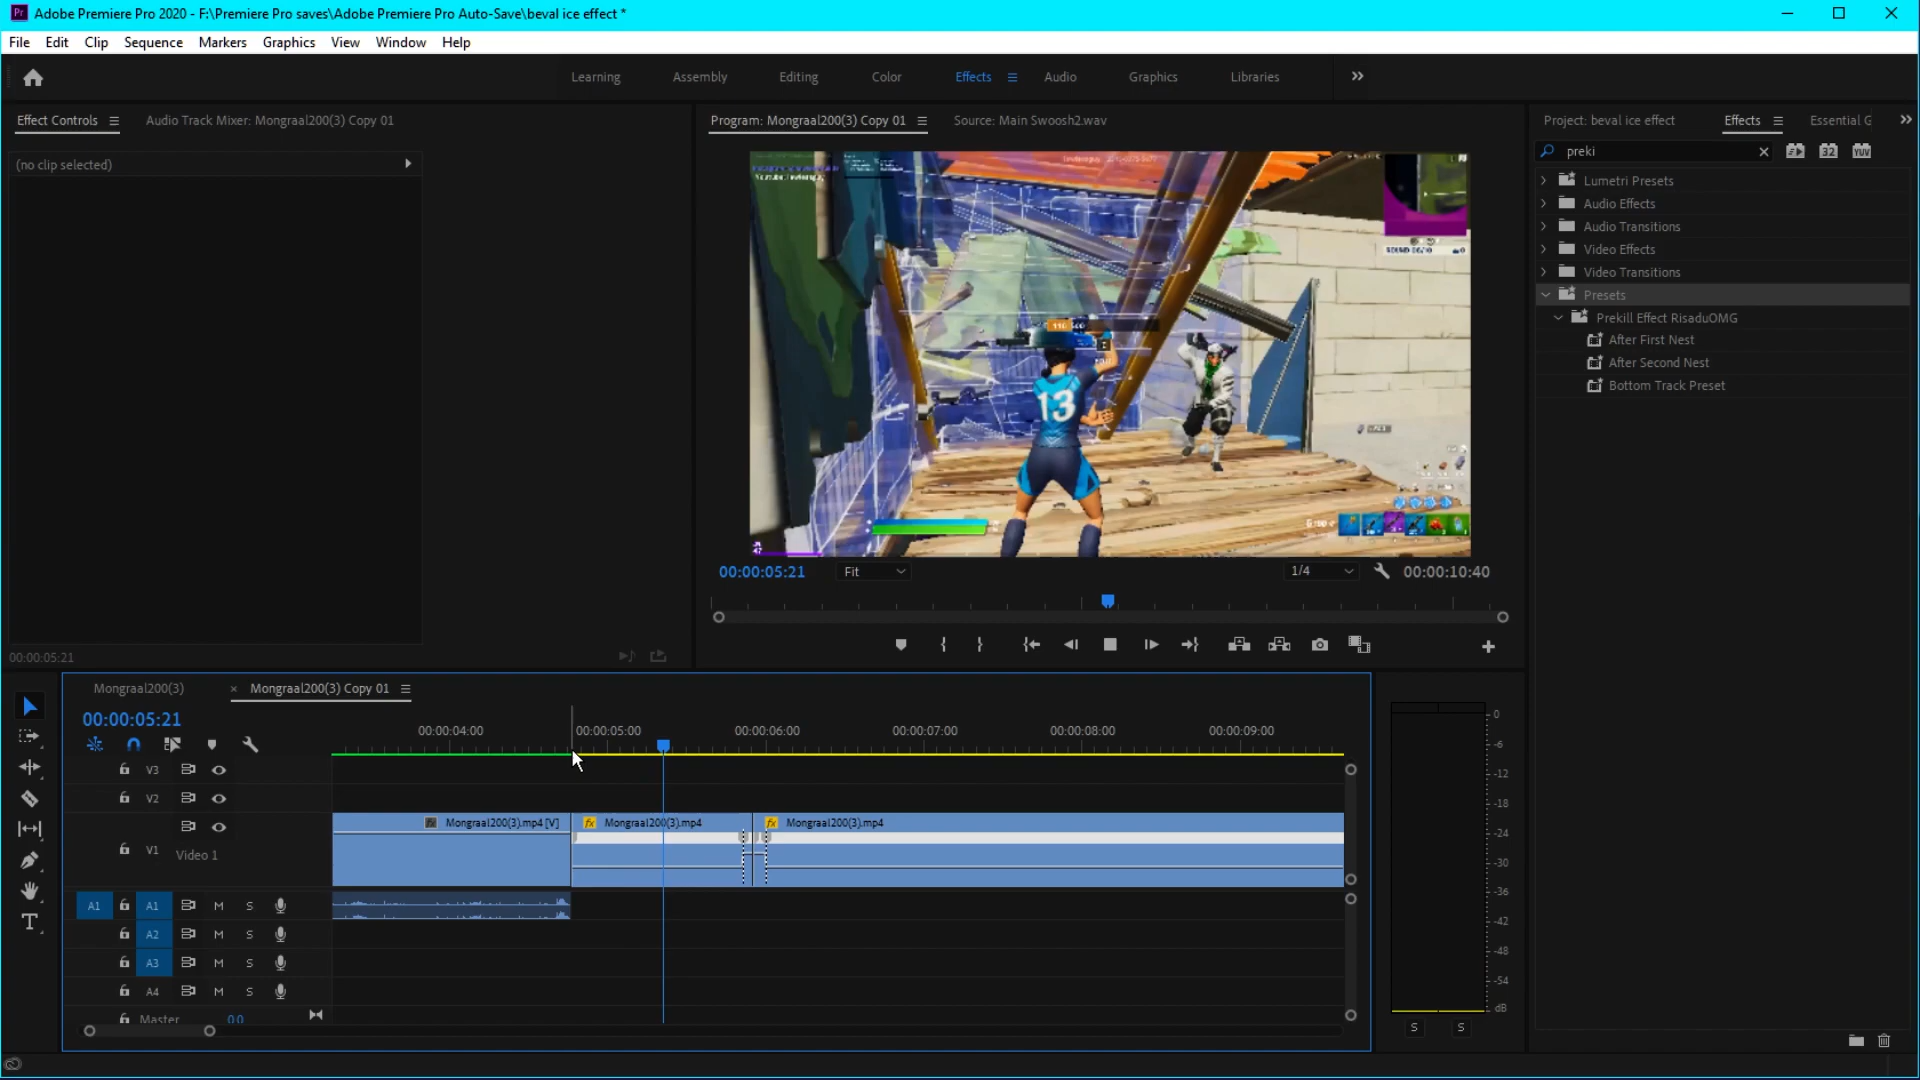 Pr Adobe Premiere Pro 2020 - F:\Premiere Pro saves\Adobe Premiere Pro Auto-Save\beval ice effect *
File Edit Clip Sequence Markers Graphics View Window Help
Learning Assembly Editing Color Effects Audio Graphics Libraries
Effect Controls Audio Track Mixer: Mongraal200(3) Copy 01
Program: Mongraal200(3) Copy 01 Source: Main Swoosh2.wav
Project: beval ice effect Effects Essential G
(no clip selected)
preki
32 YUV
Lumetri Presets
Audio Effects
Audio Transitions
Video Effects
Video Transitions
Presets
Prekill Effect RisaduOMG
After First Nest
After Second Nest
Bottom Track Preset
13
00:00:05:21 Fit 1/4 00:00:10:40
00:00:05:21
Mongraal200(3) × Mongraal200(3) Copy 01
00:00:05:21
00:00:04:00 00:00:05:00 00:00:06:00 00:00:07:00 00:00:08:00 00:00:09:00
V3
V2
fx Mongraal200(3).mp4 [V] fx Mongraal200(3).mp4 fx Mongraal200(3).mp4
V1 Video 1
A1 A1 M S
A2 M S
A3 M S
A4 M S
Master 0.0
0
-6
-12
-18
-24
-30
-36
-42
-48
-54
dB
S S
T